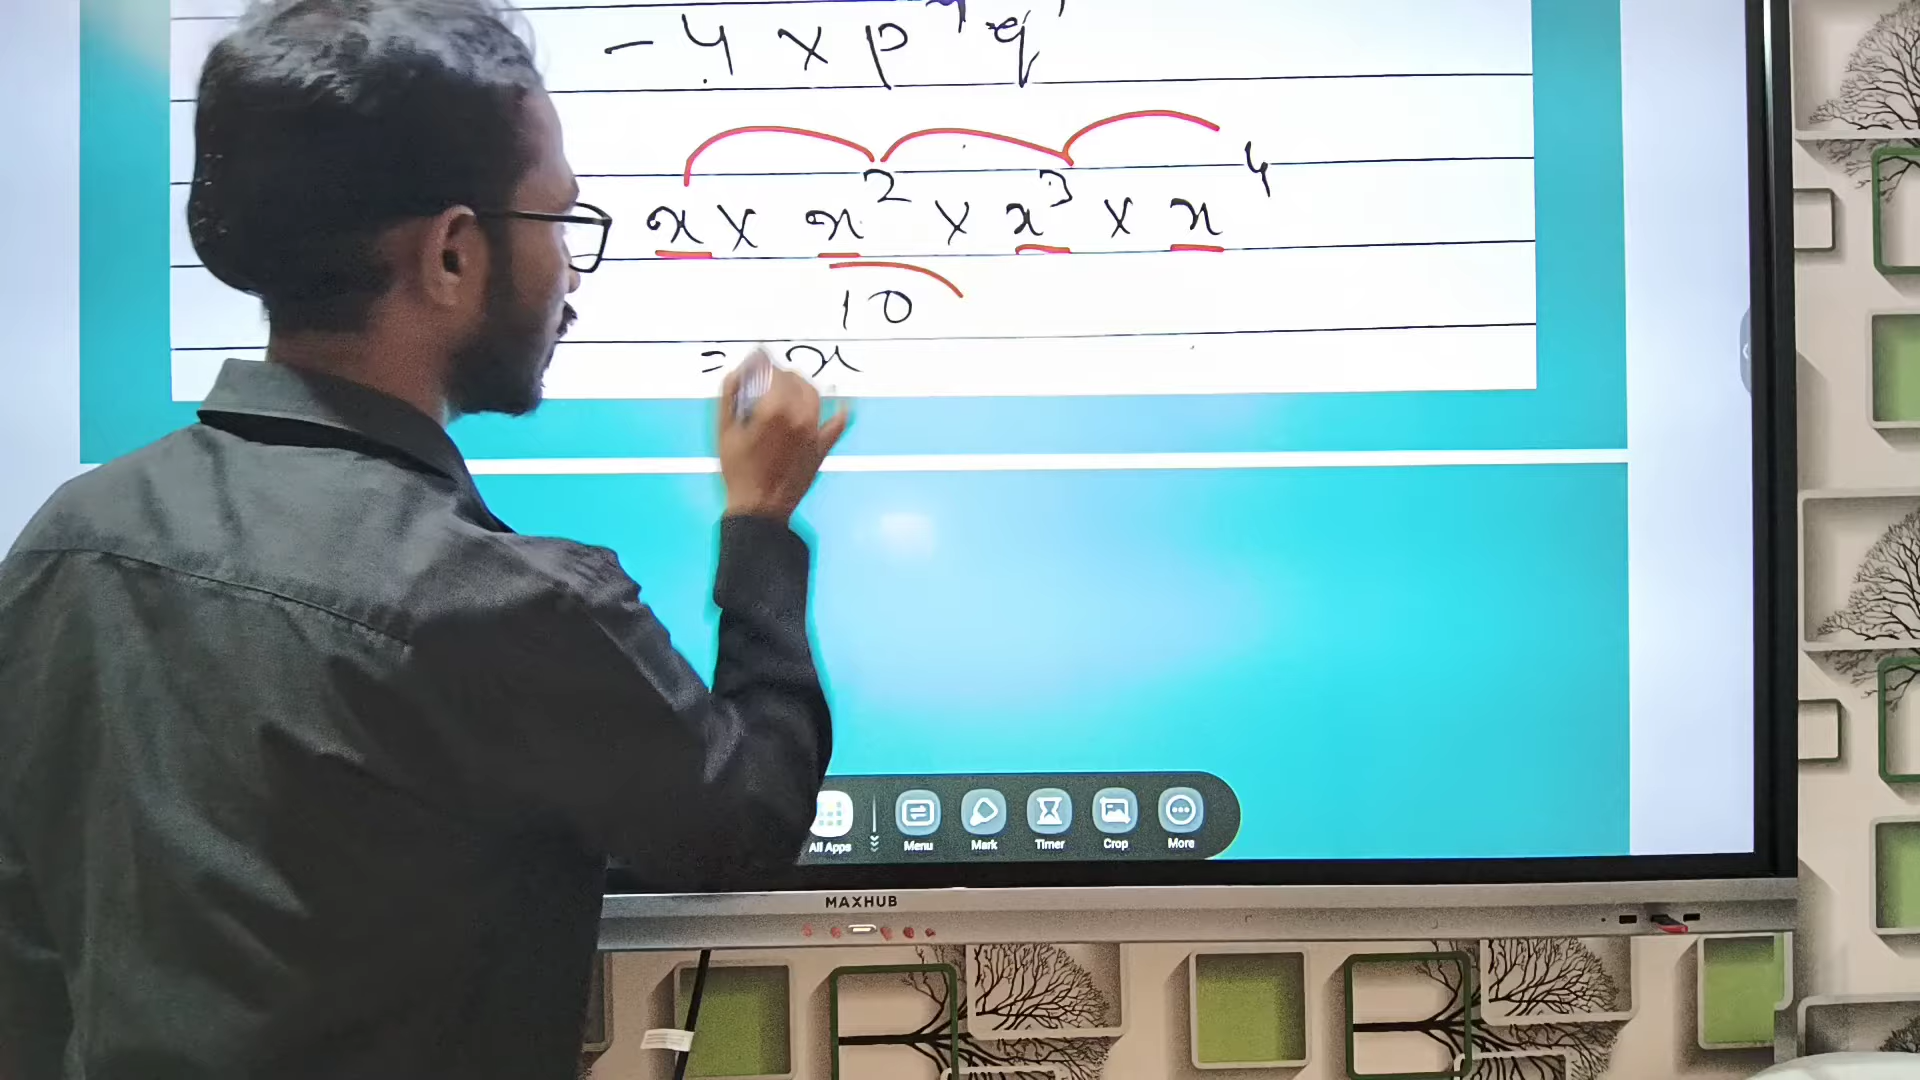 - 4 × p q
x × x² × x³ × x⁴
10
= x
All Apps Menu Mark Timer Crop More
MAXHUB